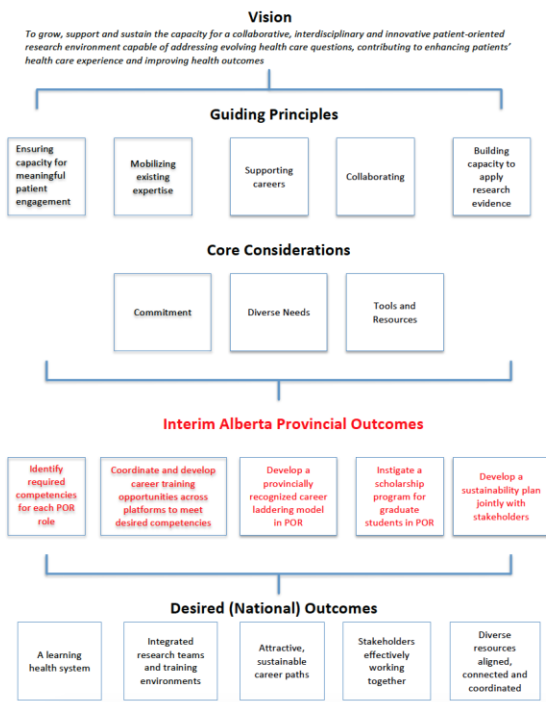 Vision
To grow, support and sustain the capacity for a collaborative, interdisciplinary and innovative patient-oriented
research environment capable of addressing evolving health care questions, contributing to enhancing patients'
health care experience and improving health outcomes
Guiding Principles
Ensuring
capacity for
meaningful
patient
engagement
Mobilizing
existing
expertise
Supporting
careers
Collaborating
Building
capacity to
apply
research
evidence
Core Considerations
Commitment
Diverse Needs
Tools and
Resources
Interim Alberta Provincial Outcomes
Identify
required
competencies
for each POR
role
Coordinate and develop
career training
opportunities across
platforms to meet
desired competencies
Develop a
provincially
recognized career
laddering model
in POR
Instigate a
scholarship
program for
graduate
students in POR
Develop a
sustainability plan
jointly with
stakeholders
Desired (National) Outcomes
A learning
health system
Integrated
research teams
and training
environments
Attractive,
sustainable
career paths
Stakeholders
effectively
working
together
Diverse
resources
aligned,
connected and
coordinated